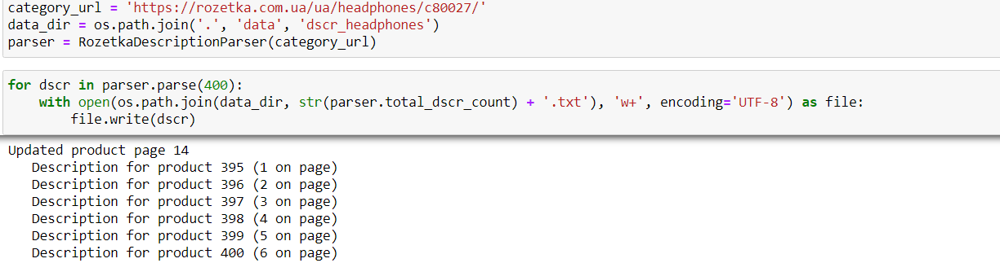 category_url = 'https://rozetka.com.ua/ua/headphones/c80027/'
data_dir = os.path.join('.', 'data', 'dscr_headphones')
parser = RozetkaDescriptionParser(category_url)
for dscr in parser.parse(400):
    with open(os.path.join(data_dir, str(parser.total_dscr_count) + '.txt'), 'w+', encoding='UTF-8') as file:
        file.write(dscr)
Updated product page 14
   Description for product 395 (1 on page)
   Description for product 396 (2 on page)
   Description for product 397 (3 on page)
   Description for product 398 (4 on page)
   Description for product 399 (5 on page)
   Description for product 400 (6 on page)